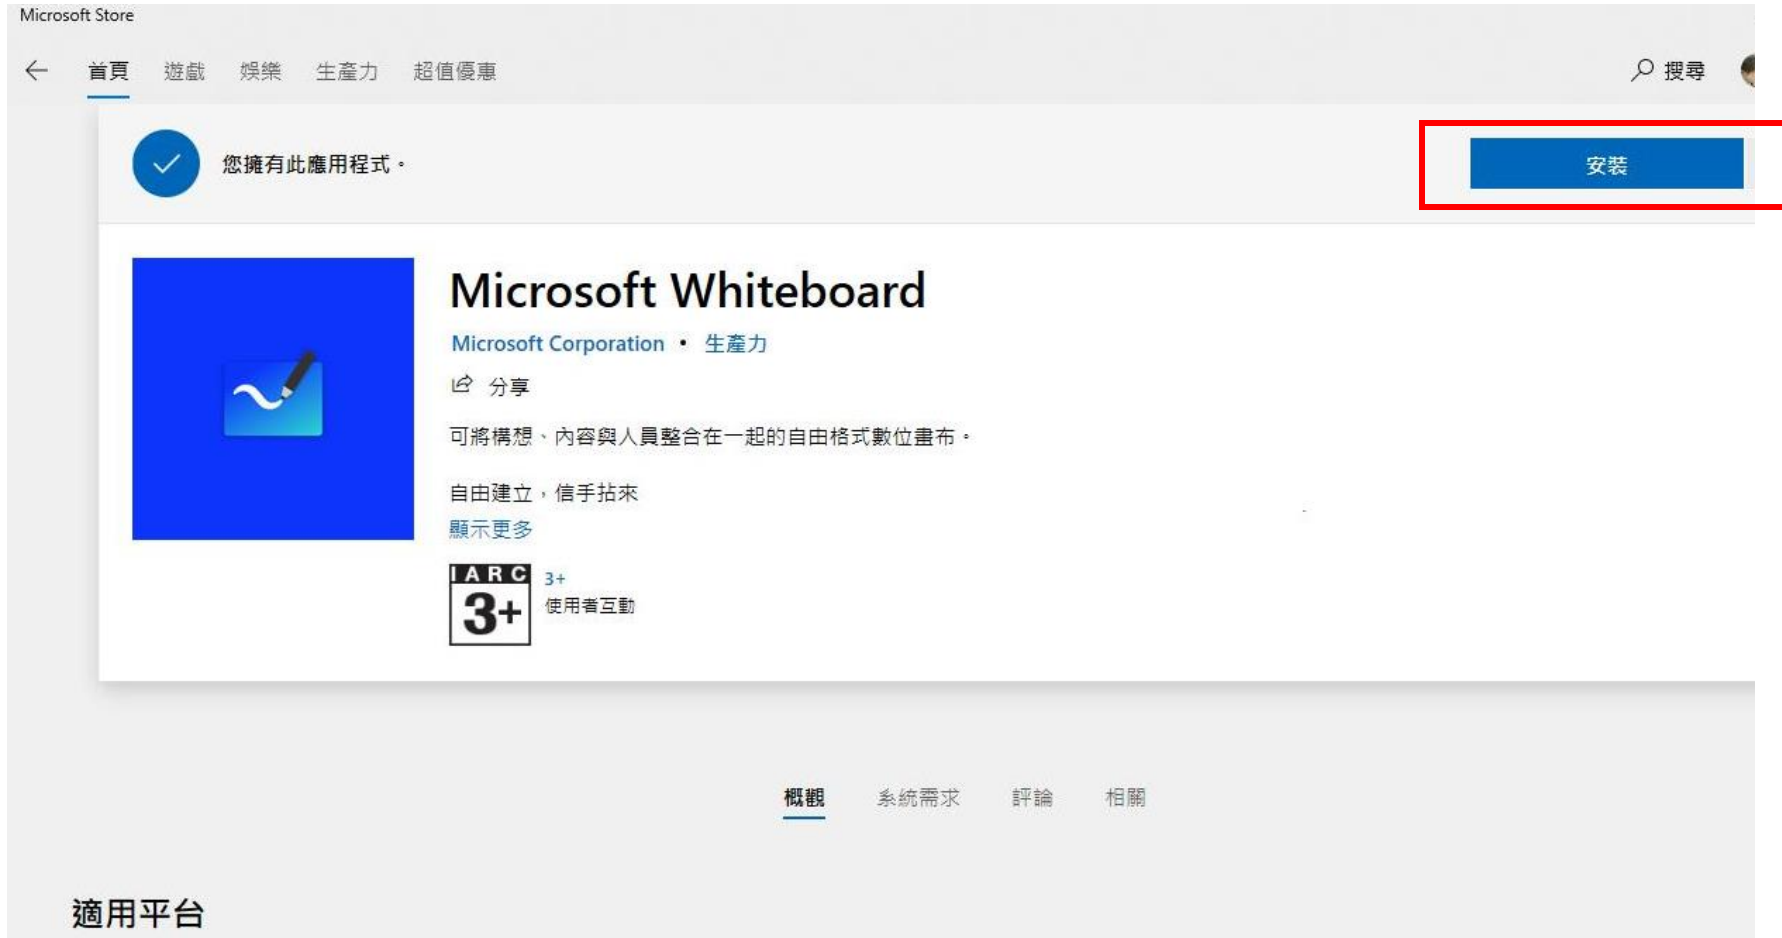 Microsoft Store
首頁 遊戲 娛樂 生產力 超值優惠 搜尋
您擁有此應用程式。 安裝
Microsoft Whiteboard
Microsoft Corporation • 生產力
分享
可將構想、內容與人員整合在一起的自由格式數位畫布。
自由建立，信手拈來
顯示更多
IARC 3+
3+ 使用者互動
概觀 系統需求 評論 相關
適用平台